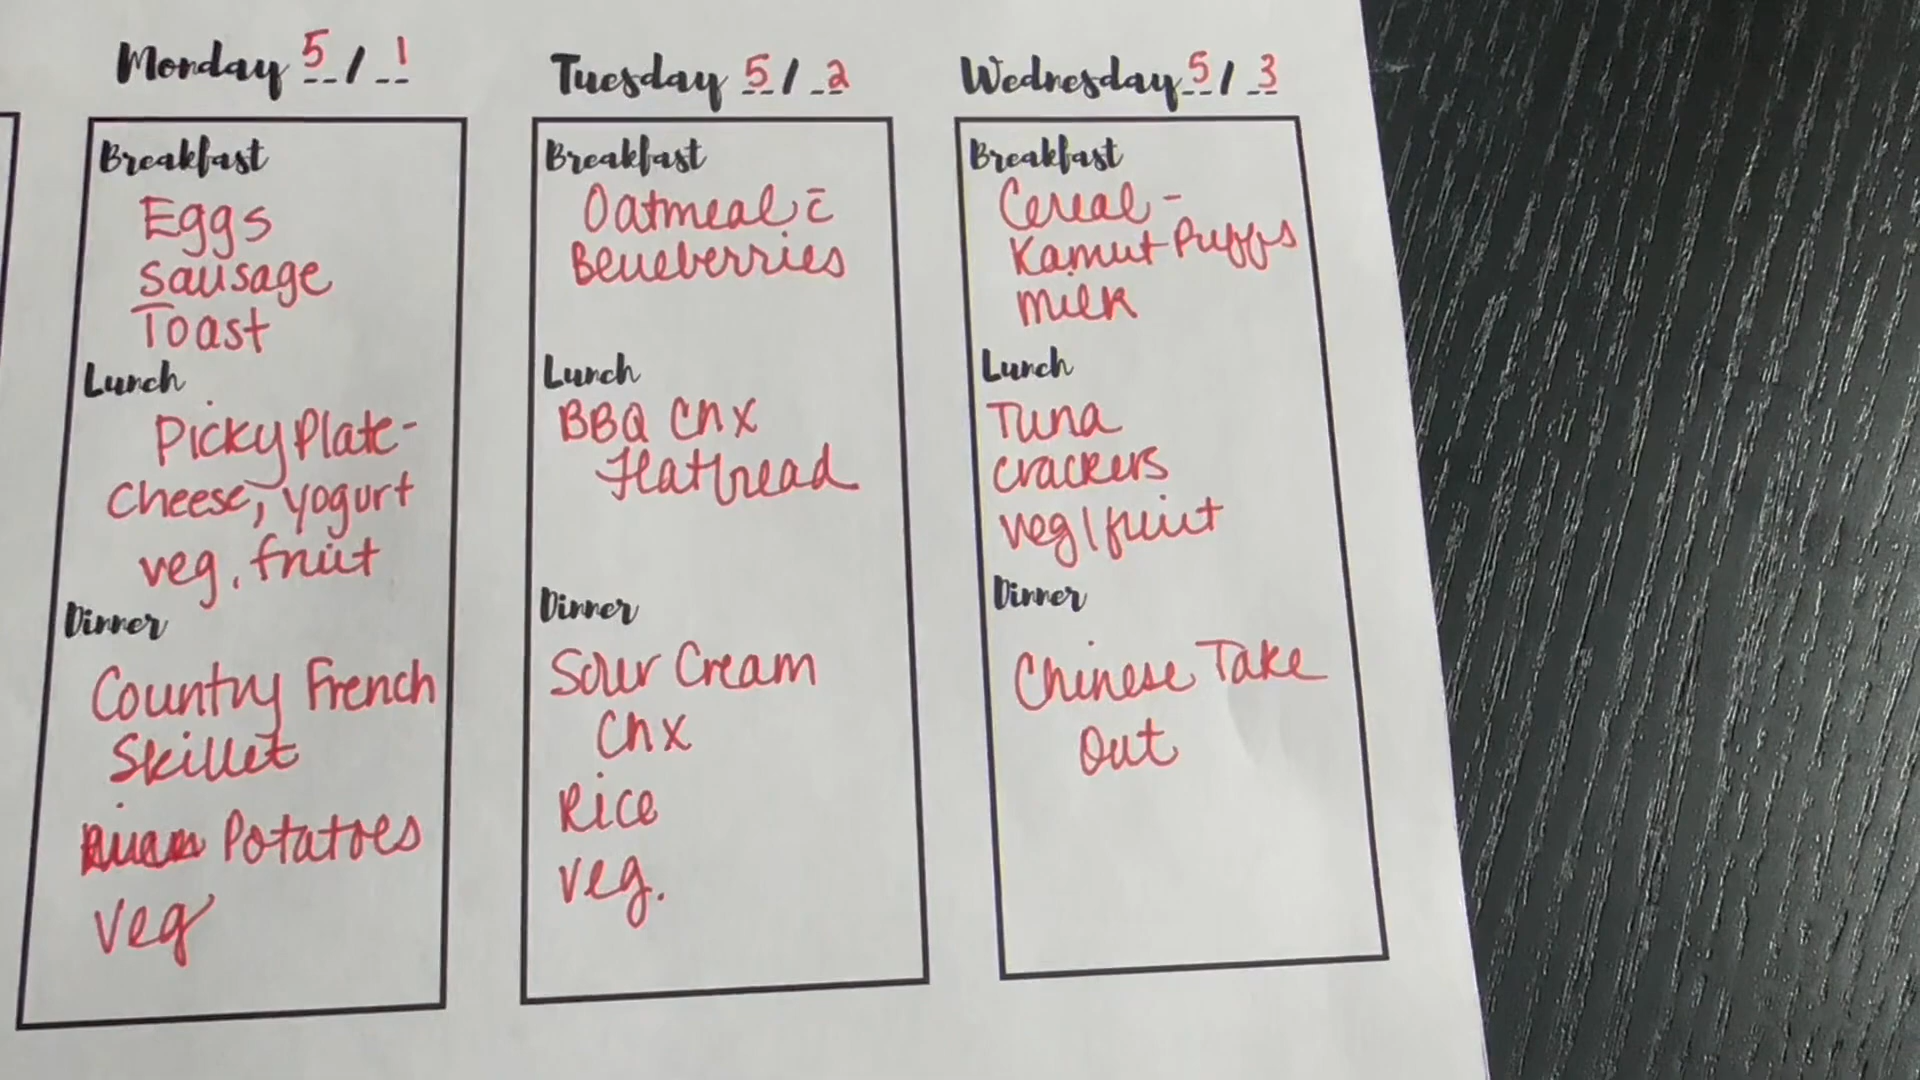 Monday 5 / 1
Breakfast
Eggs
Sausage
Toast
Lunch
Picky Plate-
Cheese, yogurt
veg, fruit
Dinner
Country French
Skillet
Potatoes
Veg
Tuesday 5 / 2
Breakfast
Oatmeal c̄
Blueberries
Lunch
BBQ Chx
Flatbread
Dinner
Sour Cream
Chx
Rice
Veg.
Wednesday 5 / 3
Breakfast
Cereal -
Kamut Puffs
milk
Lunch
Tuna
crackers
veg/fruit
Dinner
Chinese Take
Out